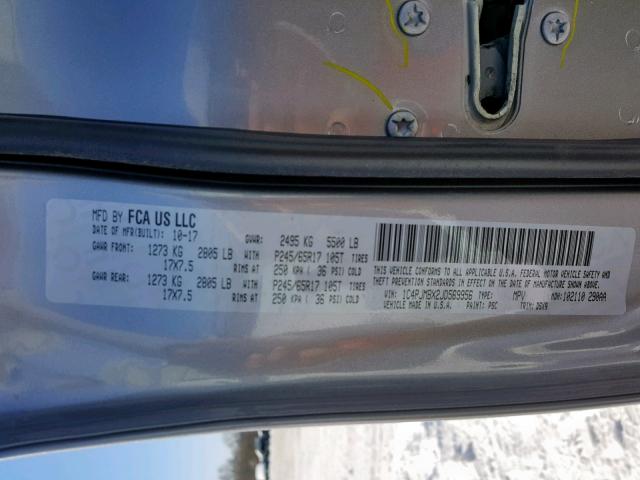 MFD BY FCA US LLC
DATE OF MFR(BUILT): 10-17 GVWR: 2495 KG 5500 LB
GAWR FRONT: 1273 KG 2805 LB WITH P245/65R17 105T TIRES
17X7.5 RIMS AT 250 KPA ( 36 PSI) COLD
GAWR REAR: 1273 KG 2805 LB WITH P245/65R17 105T TIRES
17X7.5 RIMS AT 250 KPA ( 36 PSI) COLD
THIS VEHICLE CONFORMS TO ALL APPLICABLE U.S.A. FEDERAL MOTOR VEHICLE SAFETY AND
THEFT PREVENTION STANDARDS IN EFFECT ON THE DATE OF MANUFACTURE SHOWN ABOVE.
VIN: 1C4PJMBX2JD569956 TYPE: MPV MDH: 102110 290AA
VEHICLE MADE IN U.S.A. PAINT: PSC TRIM: